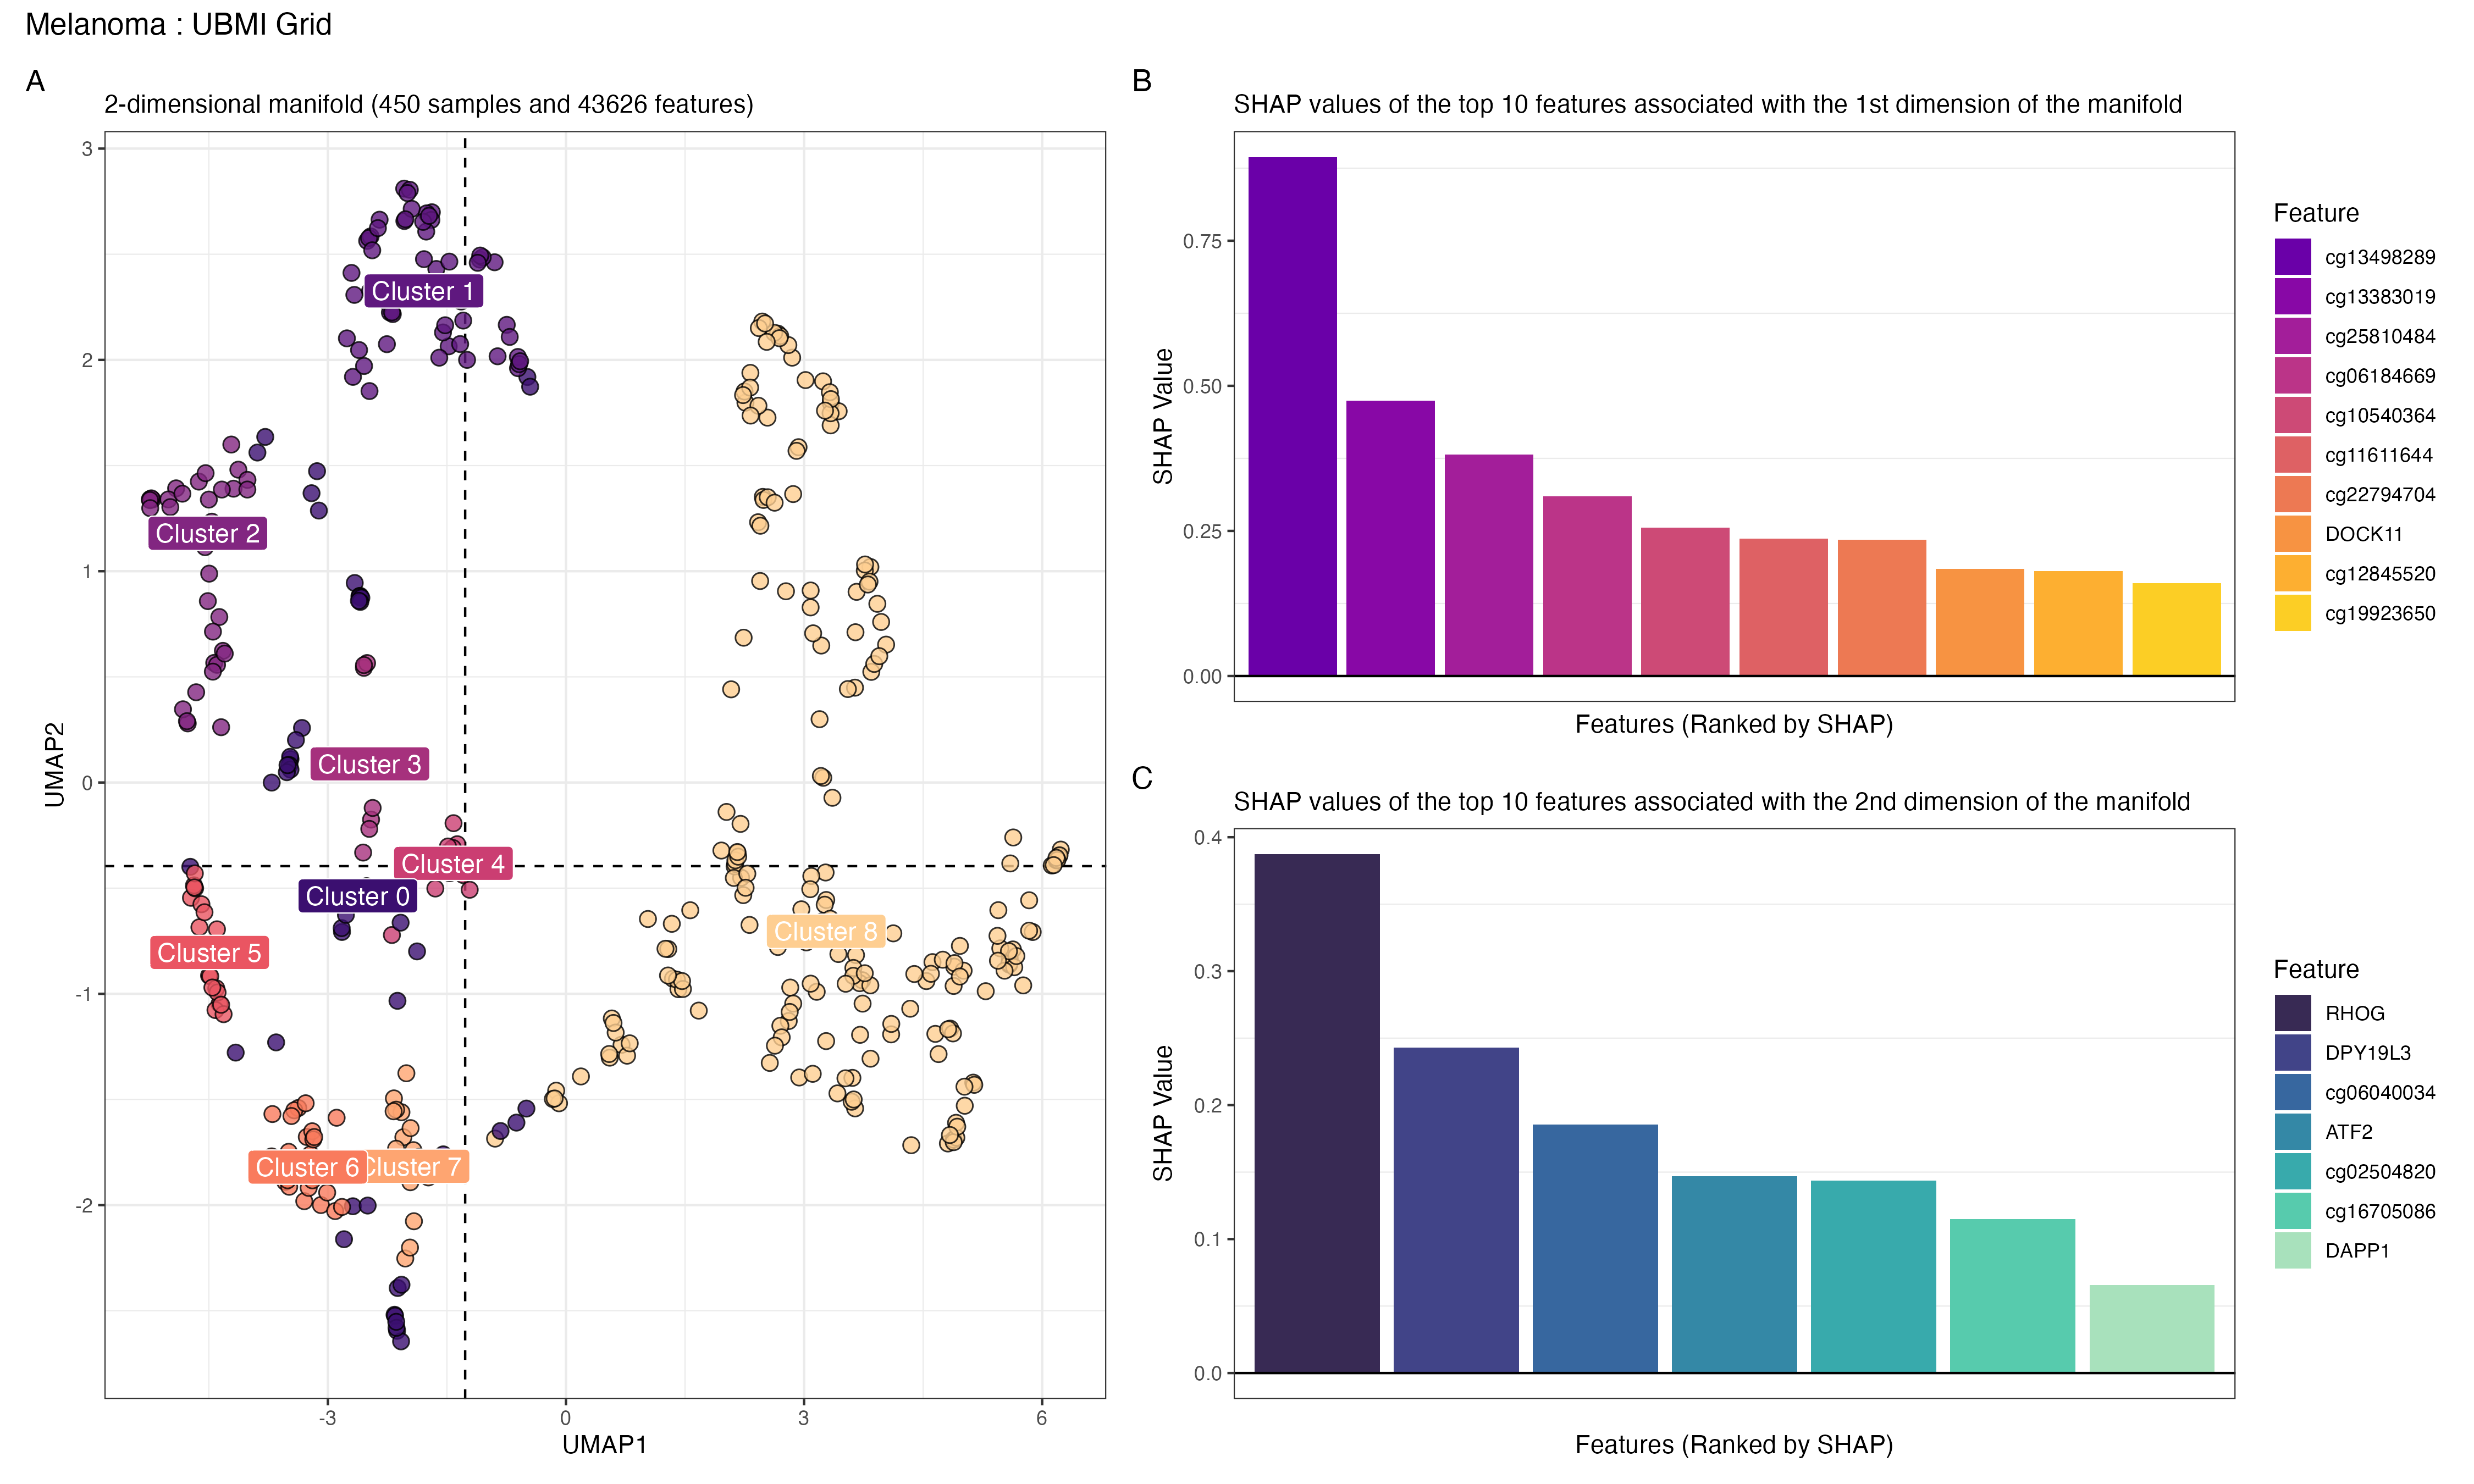 Melanoma : UBMI Grid
A
2-dimensional manifold (450 samples and 43626 features)
3
2
1
0
-1
-2
UMAP2
Cluster 1
Cluster 2
Cluster 3
Cluster 4
Cluster 0
Cluster 5
Cluster 8
Cluster 6
Cluster 7
-3
0
3
6
UMAP1
B
SHAP values of the top 10 features associated with the 1st dimension of the manifold
0.75
0.50
0.25
0.00
SHAP Value
Features (Ranked by SHAP)
Feature
cg13498289
cg13383019
cg25810484
cg06184669
cg10540364
cg11611644
cg22794704
DOCK11
cg12845520
cg19923650
C
SHAP values of the top 10 features associated with the 2nd dimension of the manifold
0.4
0.3
0.2
0.1
0.0
SHAP Value
Features (Ranked by SHAP)
Feature
RHOG
DPY19L3
cg06040034
ATF2
cg02504820
cg16705086
DAPP1